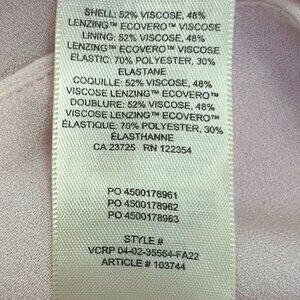 SHELL: 52% VISCOSE, 48%
LENZING™ ECOVERO™ VISCOSE
LINING: 52% VISCOSE, 48%
LENZING™ ECOVERO™ VISCOSE
ELASTIC: 70% POLYESTER, 30%
ELASTANE
COQUILLE: 52% VISCOSE, 48%
VISCOSE LENZING™ ECOVERO™
DOUBLURE: 52% VISCOSE, 48%
VISCOSE LENZING™ ECOVERO™
ÉLASTIQUE: 70% POLYESTER, 30%
ÉLASTHANNE
CA 23725 RN 122354
PO 4500178961
PO 4500178962
PO 4500178963
STYLE #
VCRP 04-02-35564-FA22
ARTICLE # 103744